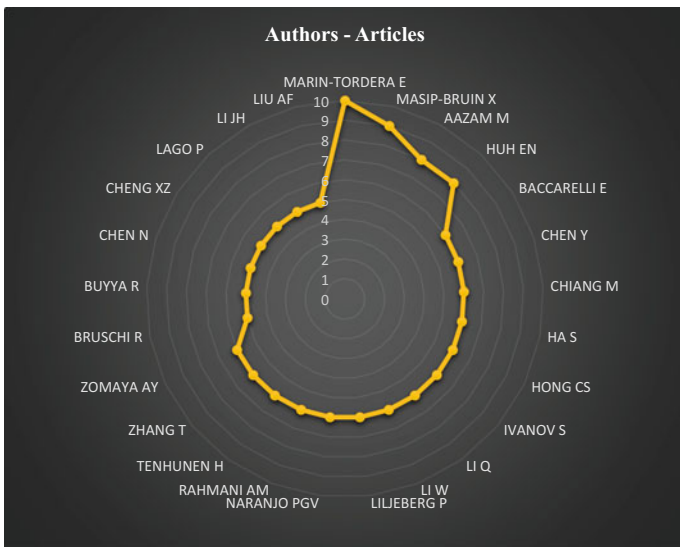 Authors - Articles
MARIN-TORDERA E
MASIP-BRUIN X
AAZAM M
HUH EN
BACCARELLI E
CHEN Y
CHIANG M
HA S
HONG CS
IVANOV S
LI Q
LI W
LILJEBERG P
NARANJO PGV
RAHMANI AM
TENHUNEN H
ZHANG T
ZOMAYA AY
BRUSCHI R
BUYYA R
CHEN N
CHENG XZ
LAGO P
LI JH
LIU AF
10
9
8
7
6
5
4
3
2
1
0